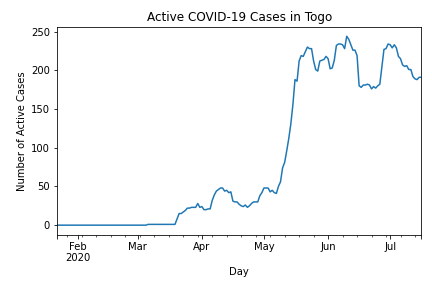 Active COVID-19 Cases in Togo
250
200
150
100
50
0
Number of Active Cases
Feb
2020
Mar
Apr
May
Jun
Jul
Day